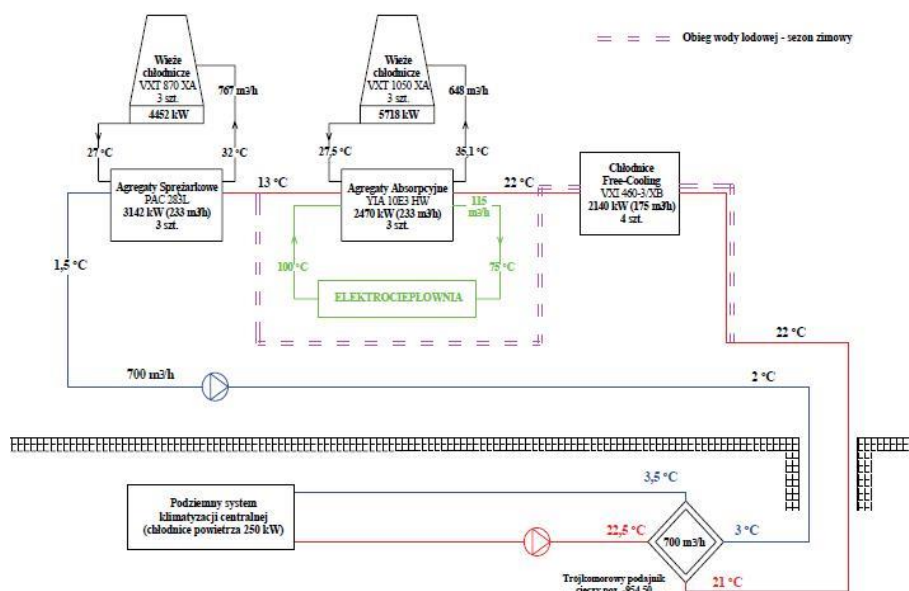 Obieg wody lodowej - sezon zimowy
Wieże
chłodnicze
VXT 870 XA
3 szt.
4452 kW
767 m3/h
27 °C
32 °C
Wieże
chłodnicze
VXT 1050 XA
3 szt.
5718 kW
648 m3/h
27,5 °C
35,1 °C
Agregaty Sprężarkowe
PAC 283L
3142 kW (233 m3/h)
3 szt.
13 °C
Agregaty Absorpcyjne
YIA 10E3 HW
2470 kW (233 m3/h)
3 szt.
22 °C
115
m3/h
Chłodnice
Free-Cooling
VXI 460-3/XB
2140 kW (175 m3/h)
4 szt.
1,5 °C
100 °C
75 °C
ELEKTROCIEPŁOWNIA
22 °C
700 m3/h
2 °C
Podziemny system
klimatyzacji centralnej
(chłodnice powietrza 250 kW)
3,5 °C
22,5 °C
700 m3/h
3 °C
21 °C
Trójkomorowy podajnik
cieczy poz. -954,50